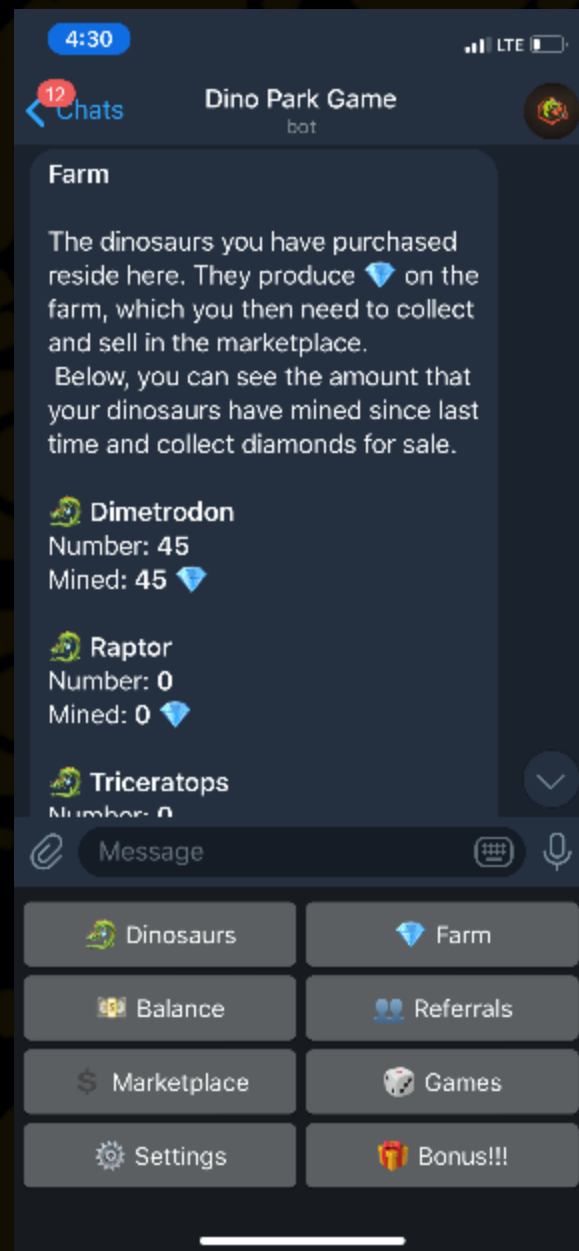 4:30
LTE
12
Chats
Dino Park Game
bot
Farm
The dinosaurs you have purchased
reside here. They produce 💎 on the
farm, which you then need to collect
and sell in the marketplace.
Below, you can see the amount that
your dinosaurs have mined since last
time and collect diamonds for sale.
Dimetrodon
Number: 45
Mined: 45 💎
Raptor
Number: 0
Mined: 0 💎
Triceratops
Number: 0
Message
Dinosaurs
Farm
Balance
Referrals
$ Marketplace
Games
Settings
Bonus!!!